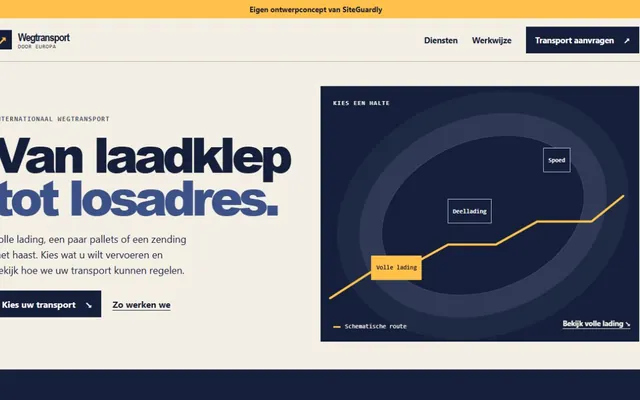 Eigen ontwerpconcept van SiteGuardly
Wegtransport
DOOR EUROPA
Diensten
Werkwijze
Transport aanvragen ↗
NTERNATIONAAL WEGTRANSPORT
Van laadklep
tot losadres.
olle lading, een paar pallets of een zending
et haast. Kies wat u wilt vervoeren en
ekijk hoe we uw transport kunnen regelen.
Kies uw transport ↘
Zo werken we
KIES EEN HALTE
Spoed
Deellading
Volle lading
Schematische route
Bekijk volle lading ↘